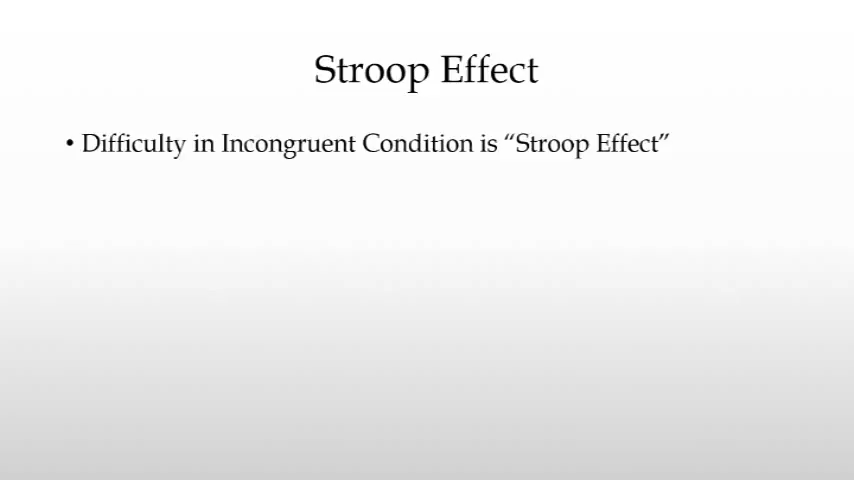 Stroop Effect
• Difficulty in Incongruent Condition is “Stroop Effect”